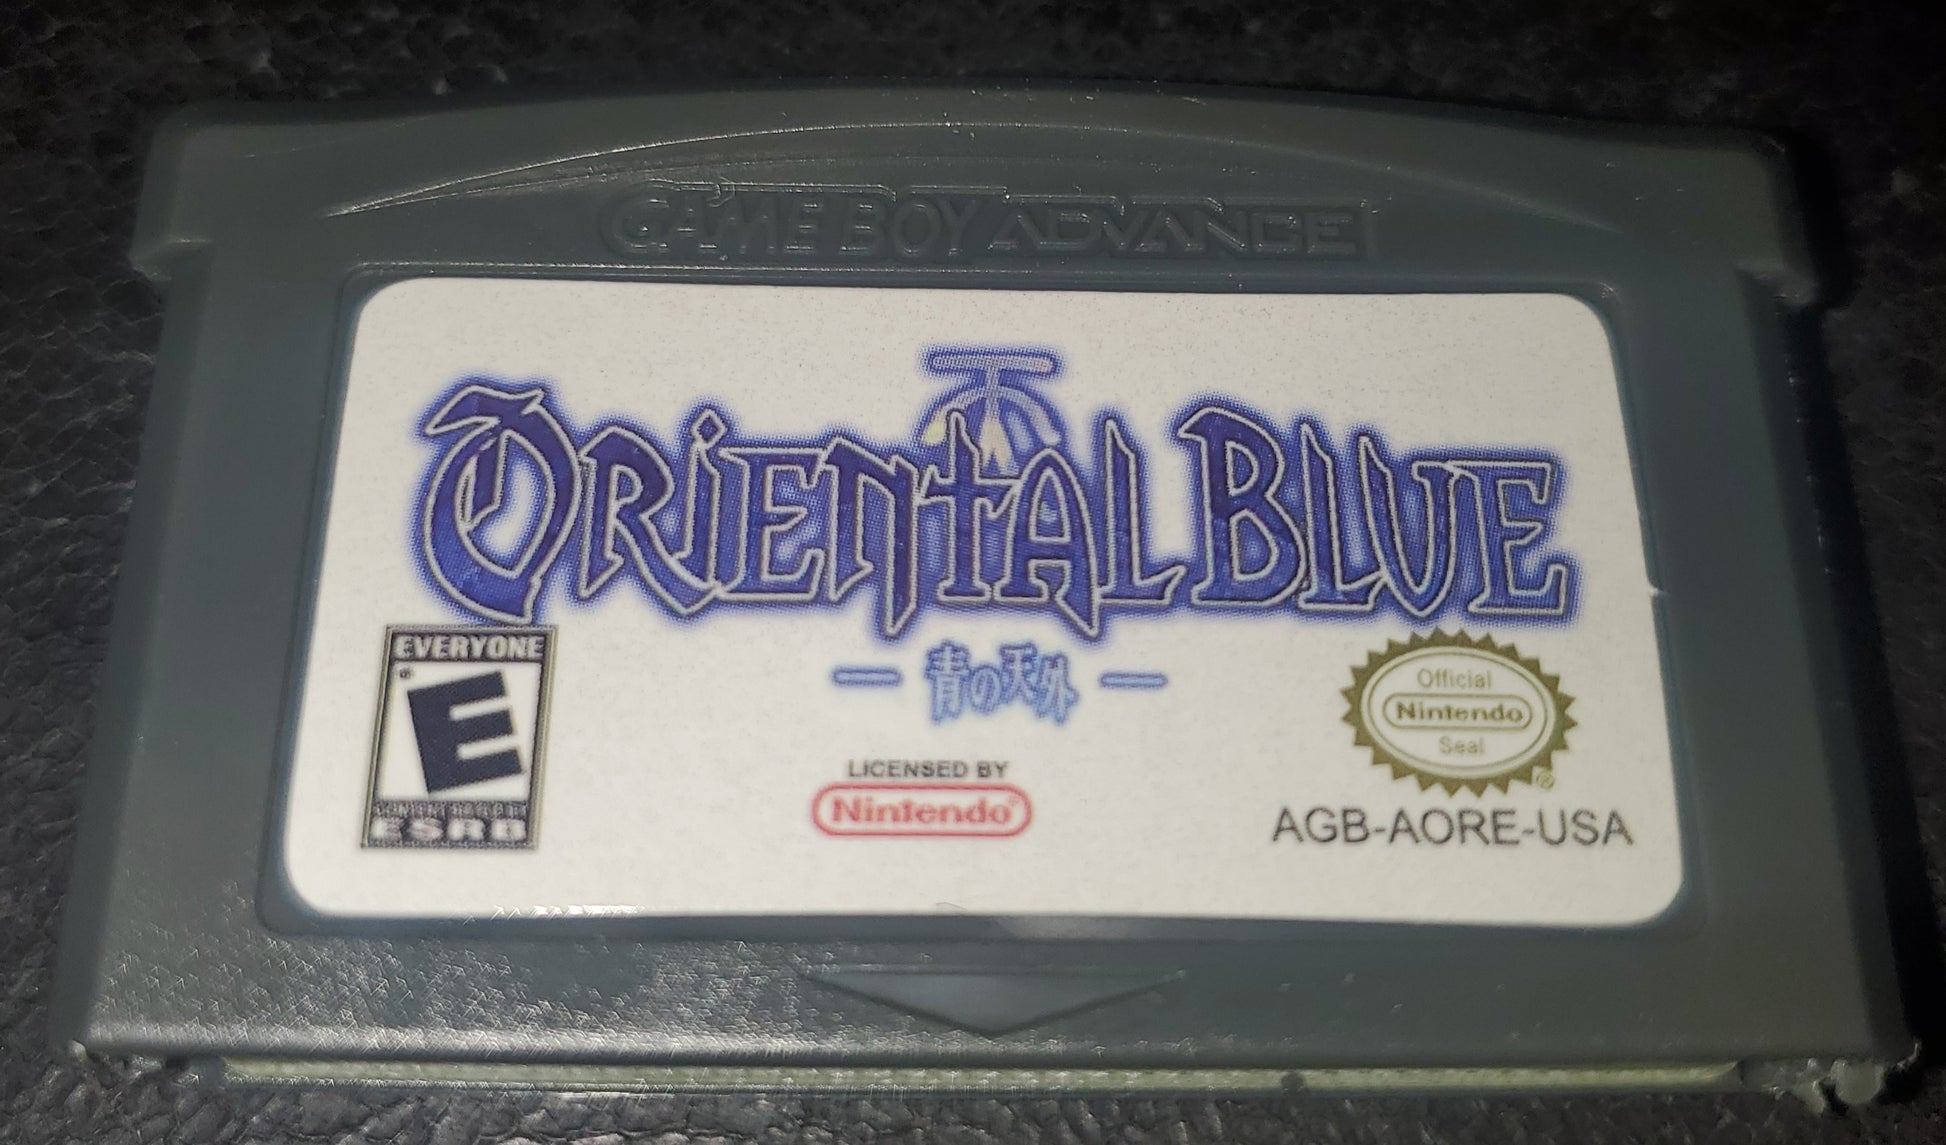 GAME BOY ADVANCE
ORIENTAL BLUE
— 青の天外 —
EVERYONE
E
ESRB
LICENSED BY
Nintendo®
Official
Nintendo
Seal
®
AGB-AORE-USA